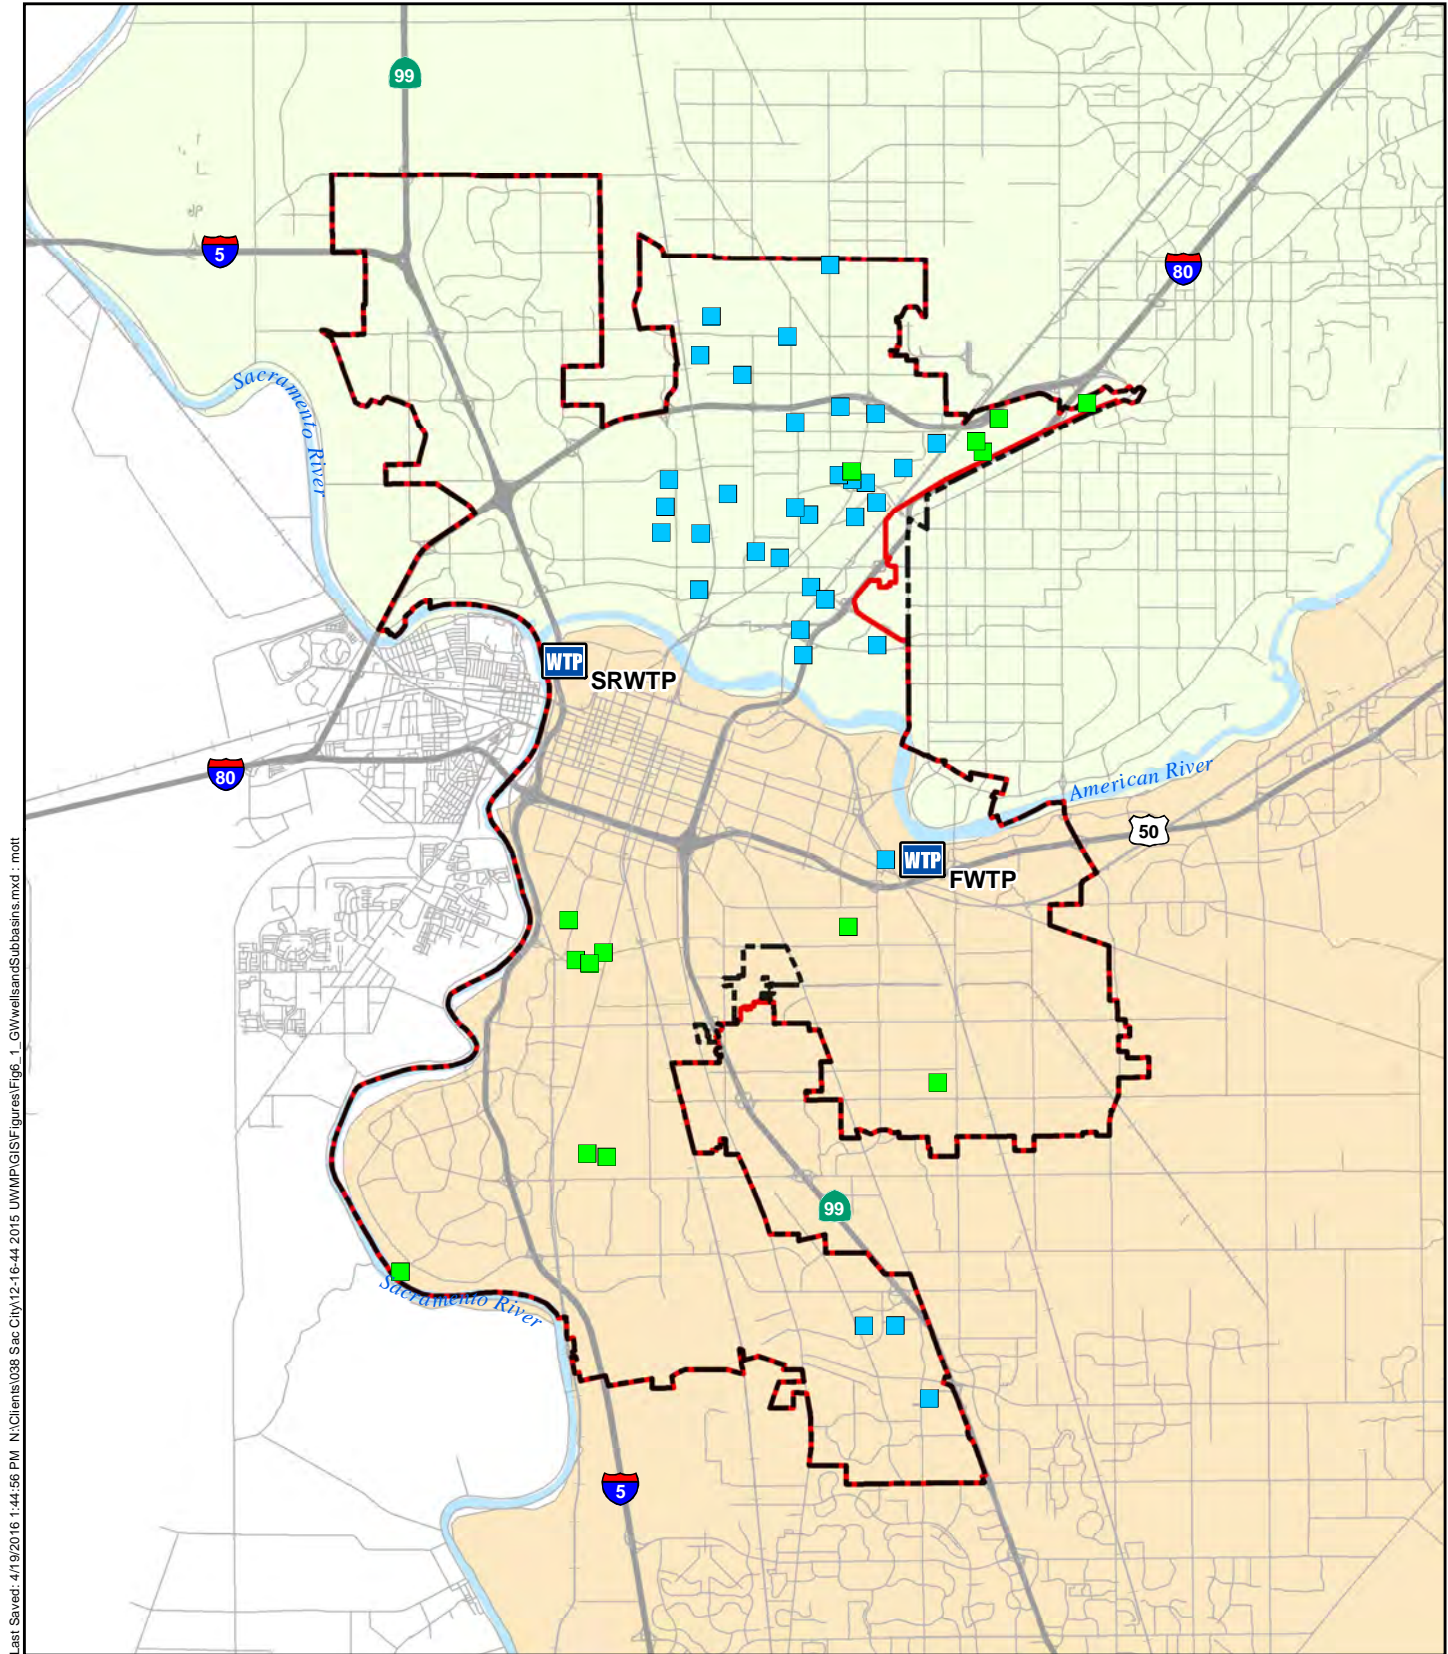 99
5
80
Sacramento River
WTP
SRWTP
80
American River
50
WTP
FWTP
99
Sacramento River
5
Last Saved: 4/19/2016 1:44:56 PM N:\Clients\038 Sac City\12-16-44 2015 UWMP\GIS\Figures\Fig6_1_GWwellsandSubbasins.mxd : mott